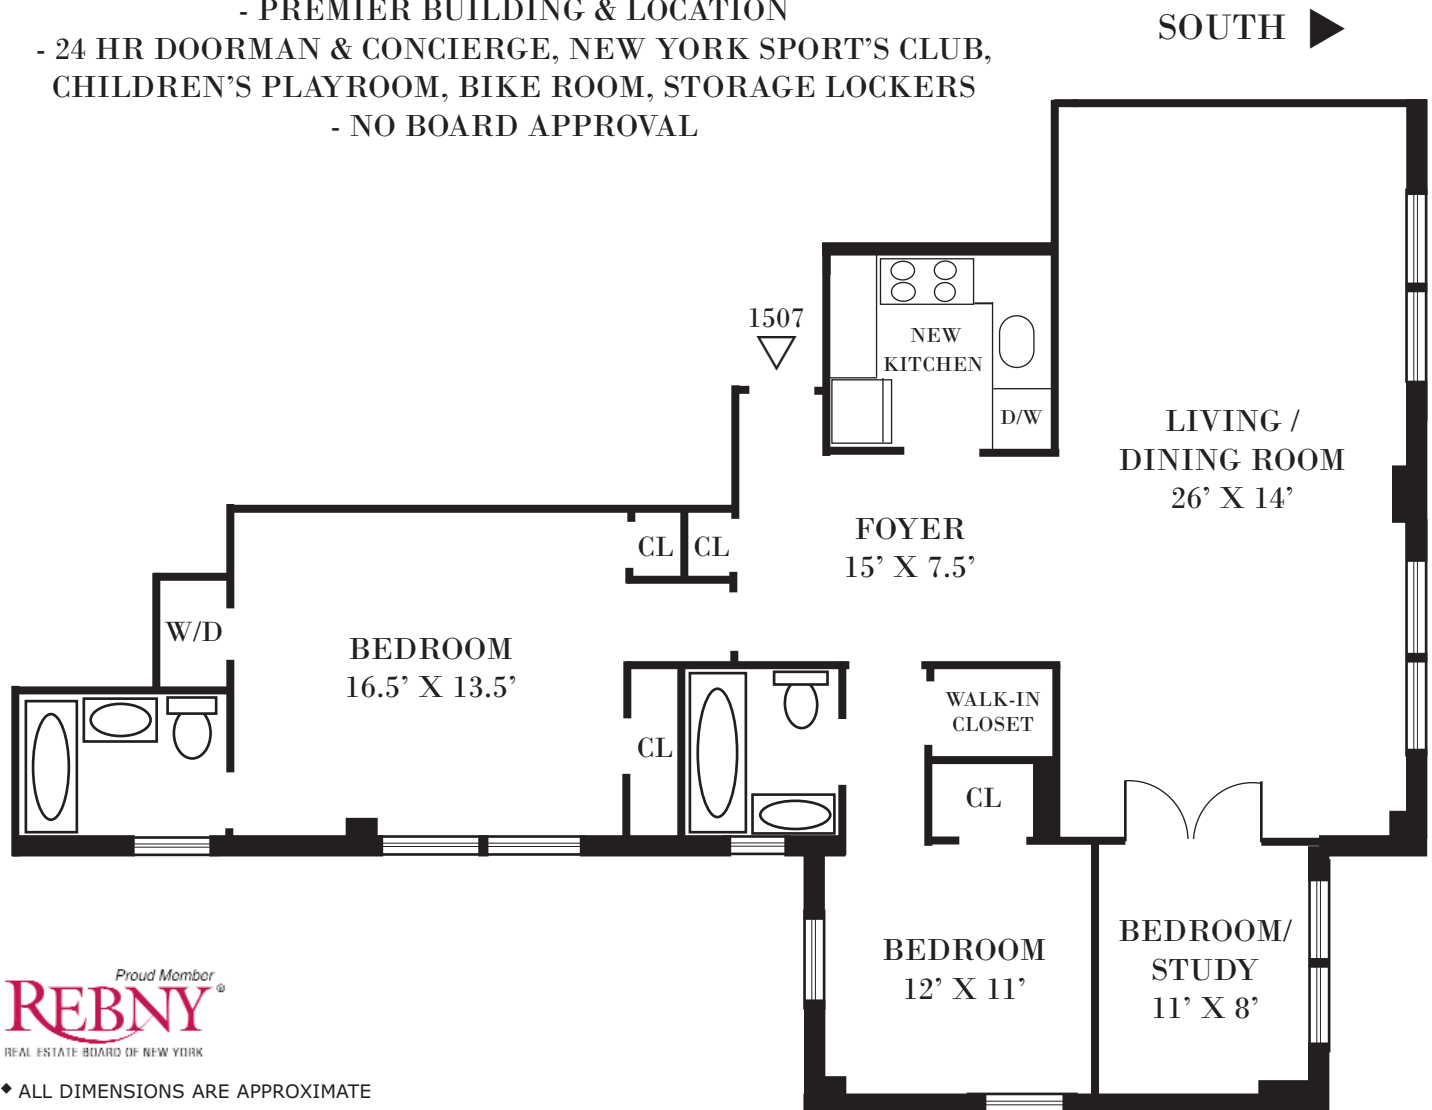 - PREMIER BUILDING & LOCATION
- 24 HR DOORMAN & CONCIERGE, NEW YORK SPORT’S CLUB,
CHILDREN’S PLAYROOM, BIKE ROOM, STORAGE LOCKERS
- NO BOARD APPROVAL
SOUTH
1507
NEW
KITCHEN
D/W
LIVING /
DINING ROOM
26’ X 14’
FOYER
15’ X 7.5’
CL
CL
W/D
BEDROOM
16.5’ X 13.5’
CL
WALK-IN
CLOSET
CL
BEDROOM
12’ X 11’
BEDROOM/
STUDY
11’ X 8’
Proud Member
REBNY®
REAL ESTATE BOARD OF NEW YORK
◆ ALL DIMENSIONS ARE APPROXIMATE